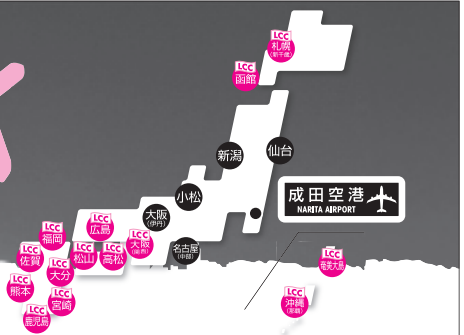 LCC
札幌
(新千歳)
LCC
函館
新潟
仙台
成田空港
NARITA AIRPORT
小松
大阪
(伊丹)
LCC
広島
LCC
大阪
(関西)
名古屋
(中部)
LCC
福岡
LCC
松山
LCC
高松
LCC
佐賀
LCC
大分
LCC
熊本
LCC
宮崎
LCC
鹿児島
LCC
奄美大島
LCC
沖縄
(那覇)